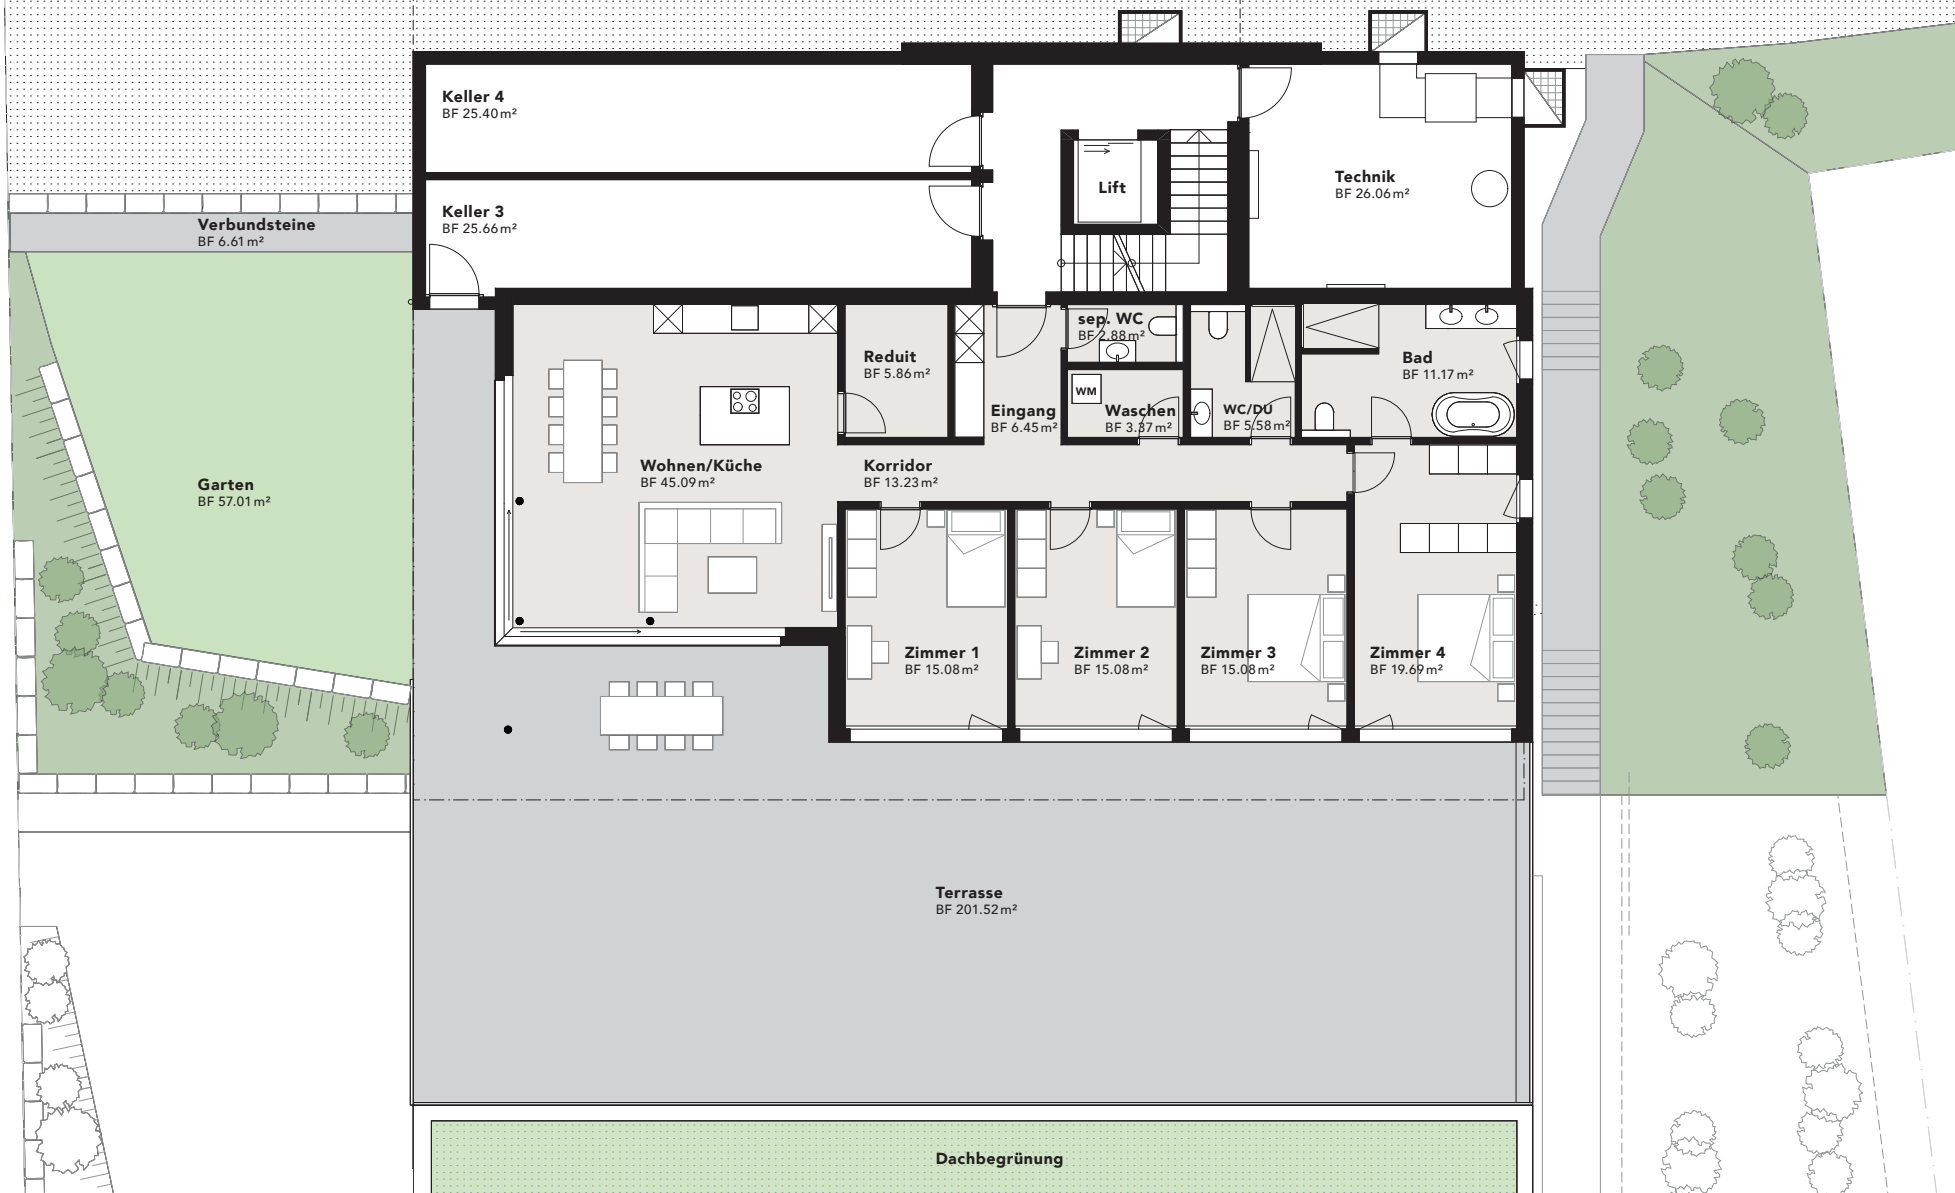 Keller 4
BF 25.40 m²
Keller 3
BF 25.66 m²
Lift
Technik
BF 26.06 m²
Verbundsteine
BF 6.61 m²
sep. WC
BF 2.88 m²
Reduit
BF 5.86 m²
Bad
BF 11.17 m²
WM
Eingang
BF 6.45 m²
Waschen
BF 3.37 m²
WC/DU
BF 5.58 m²
Wohnen/Küche
BF 45.09 m²
Korridor
BF 13.23 m²
Garten
BF 57.01 m²
Zimmer 1
BF 15.08 m²
Zimmer 2
BF 15.08 m²
Zimmer 3
BF 15.08 m²
Zimmer 4
BF 19.69 m²
Terrasse
BF 201.52 m²
Dachbegrünung